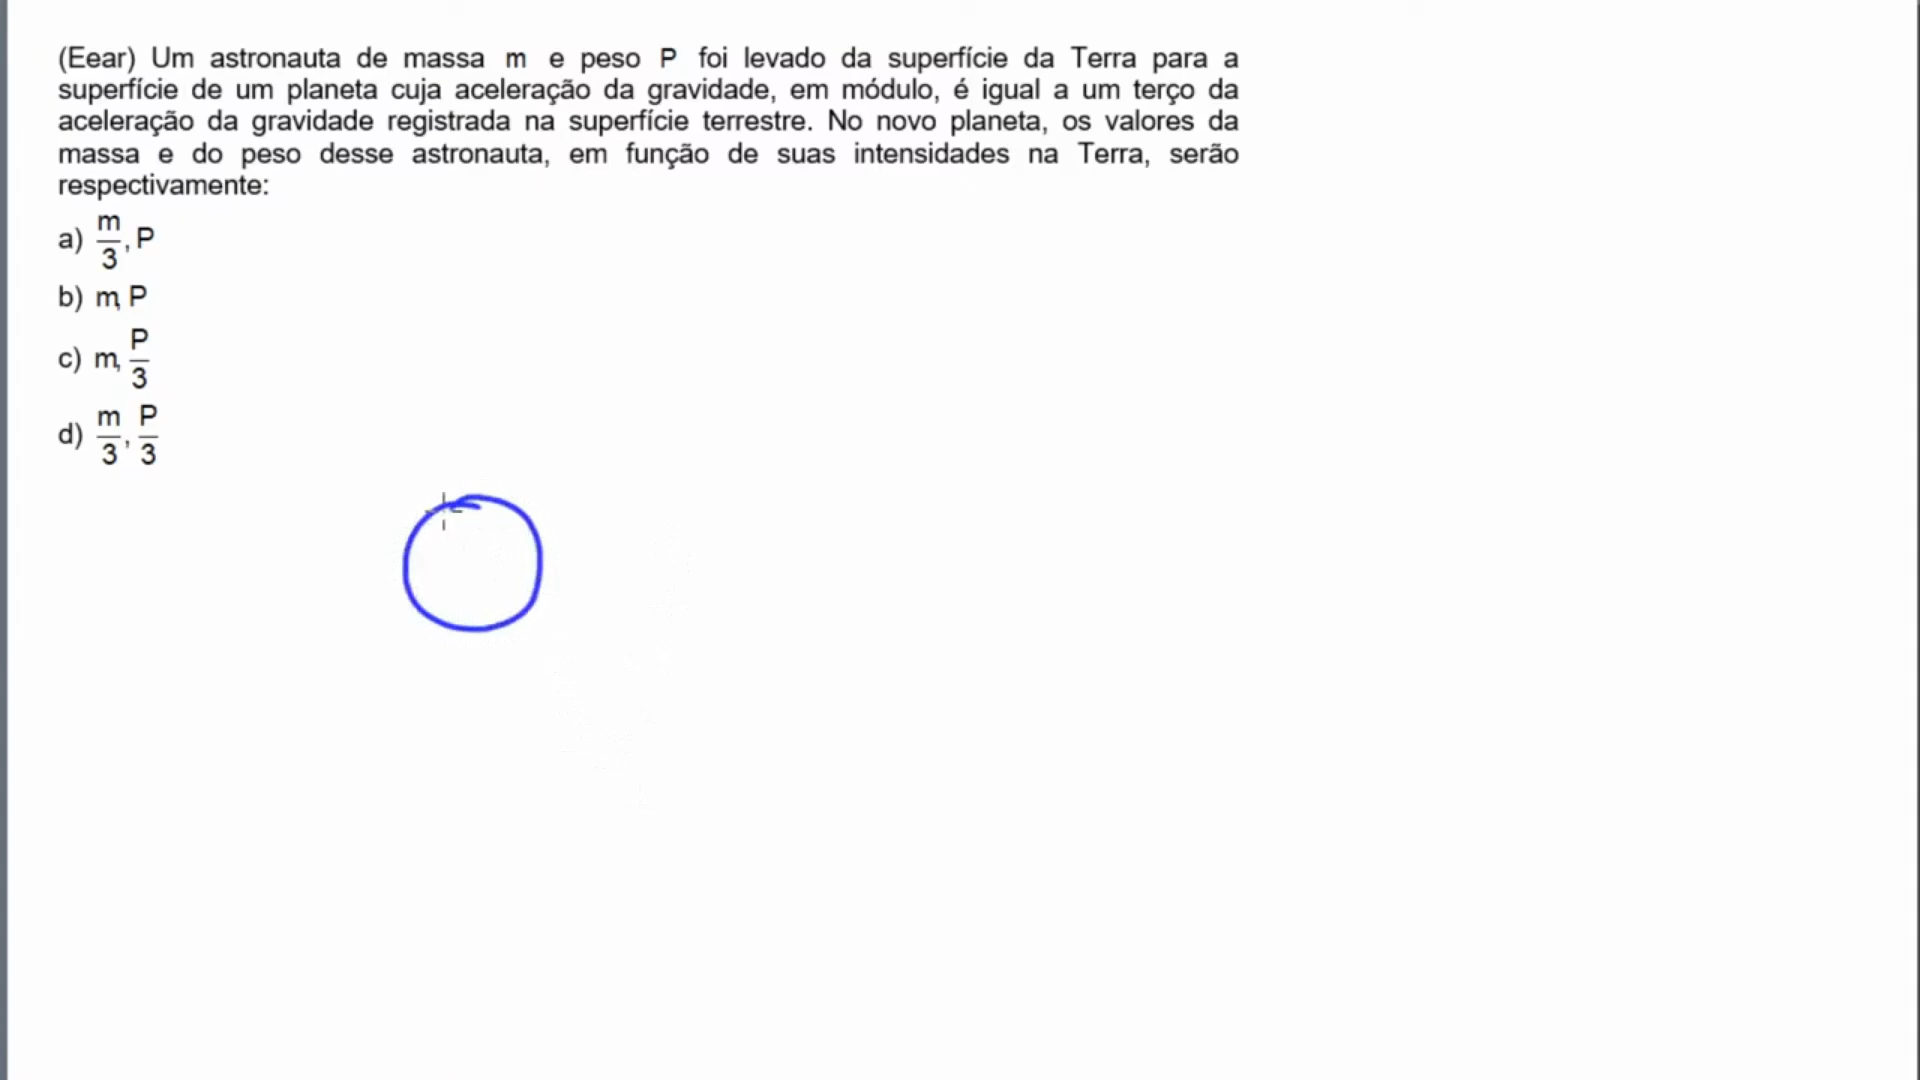 (Eear) Um astronauta de massa m e peso P foi levado da superfície da Terra para a
superfície de um planeta cuja aceleração da gravidade, em módulo, é igual a um terço da
aceleração da gravidade registrada na superfície terrestre. No novo planeta, os valores da
massa e do peso desse astronauta, em função de suas intensidades na Terra, serão
respectivamente:
a) m/3, P
b) m, P
c) m, P/3
d) m/3, P/3